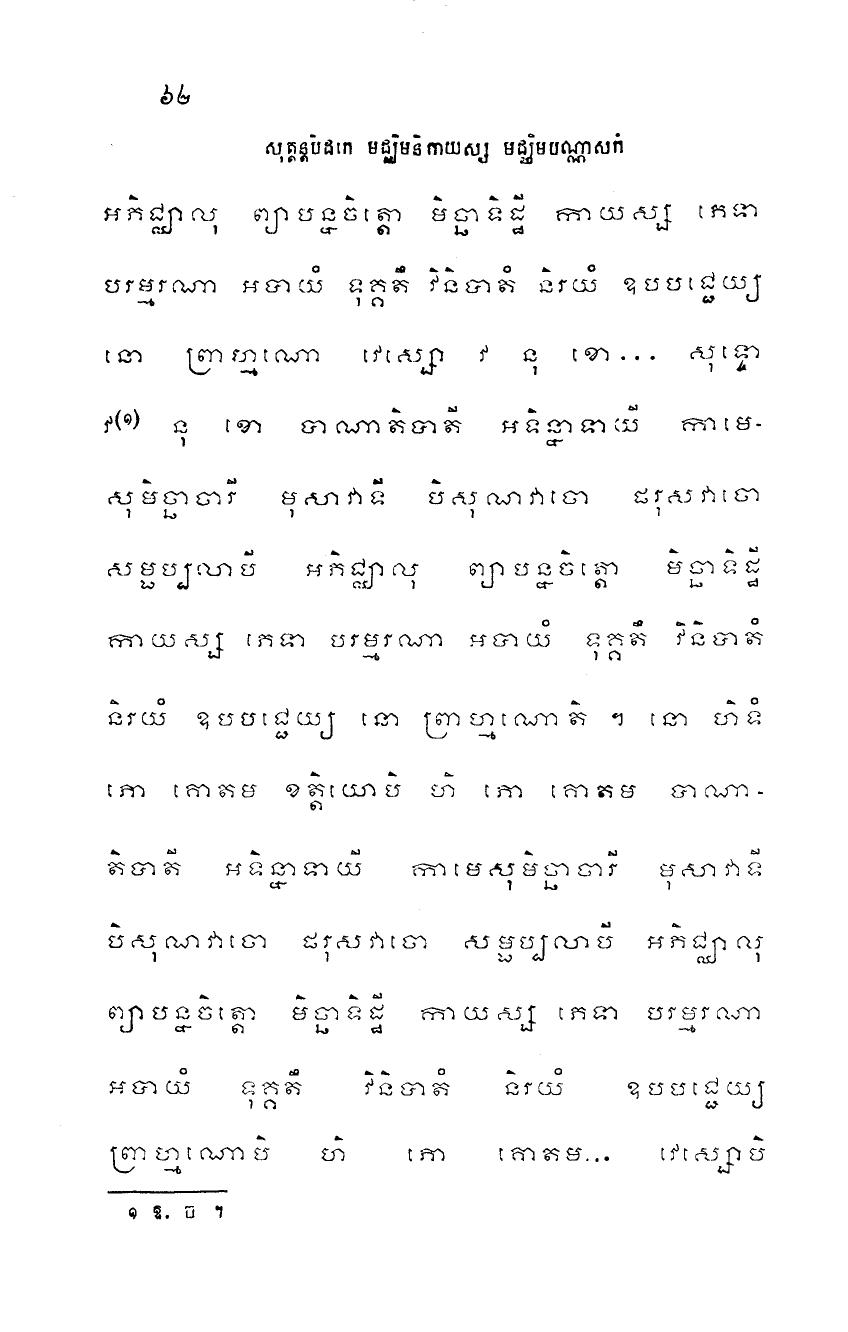 ៦៤
សុត្តន្តបិដកេ មជ្ឈិមនិកាយស្ស មជ្ឈិមបណ្ណាសកំ
អភិជ្ឈាលុ ព្យាបន្នចិត្តោ មិច្ឆាទិដ្ឋី កាយស្ស ភេទា
បរម្មរណា អបាយំ ទុគ្គតឹ វិនិបាតំ និរយំ ឧបបជ្ជេយ្យ
នោ ព្រាហ្មណោ វេស្សោ វ នុ ខោ... សុទ្ទោ
វ(១) នុ ខោ បាណាតិបាតី អទិន្នាទាយី កាមេ-
សុមិច្ឆាចារី មុសាវាទី បិសុណវាចោ ផរុសវាចោ
សម្ផប្បលាបី អភិជ្ឈាលុ ព្យាបន្នចិត្តោ មិច្ឆាទិដ្ឋី
កាយស្ស ភេទា បរម្មរណា អបាយំ ទុគ្គតឹ វិនិបាតំ
និរយំ ឧបបជ្ជេយ្យ នោ ព្រាហ្មណោតិ ។ នោ ហិទំ
ភោ គោតម ខត្តិយោបិ ហិ ភោ គោតម បាណា-
តិបាតី អទិន្នាទាយី កាមេសុមិច្ឆាចារី មុសាវាទី
បិសុណវាចោ ផរុសវាចោ សម្ផប្បលាបី អភិជ្ឈាលុ
ព្យាបន្នចិត្តោ មិច្ឆាទិដ្ឋី កាយស្ស ភេទា បរម្មរណា
អបាយំ ទុគ្គតឹ វិនិបាតំ និរយំ ឧបបជ្ជេយ្យ
ព្រាហ្មណោបិ ហិ ភោ គោតម... វេស្សោបិ
១ ឱ. ច ។